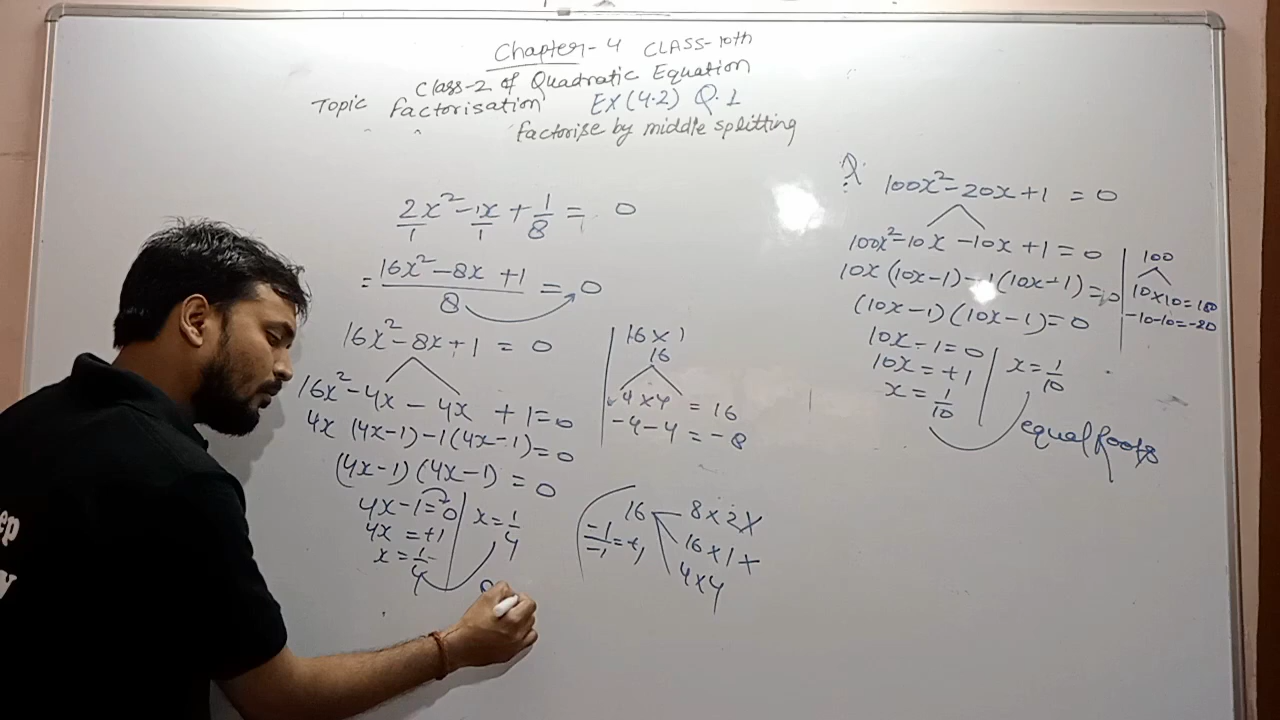 Chapter-4 CLASS-10th
Class-2 of Quadratic Equation
Topic Factorisation EX (4.2) Q.1
factorise by middle splitting
2x²/1 - 1x/1 + 1/8 = 0
= (16x² - 8x + 1)/8 = 0
16x² - 8x + 1 = 0
16x² - 4x - 4x + 1 = 0
4x (4x-1) - 1(4x-1) = 0
(4x-1) (4x-1) = 0
4x - 1 = 0
4x = +1
x = 1/4
x = 1/4
16 × 1
16
4×4 = 16
-4-4 = -8
16 8×2 ×
16×1 ×
4×4
-1/-1 = +1
Q.
100x² - 20x + 1 = 0
100x² - 10x - 10x + 1 = 0
10x (10x-1) - 1 (10x-1) = 0
(10x-1) (10x-1) = 0
10x - 1 = 0
10x = +1
x = 1/10
x = 1/10
equal Roots
100
10×10 = 100
-10-10 = -20